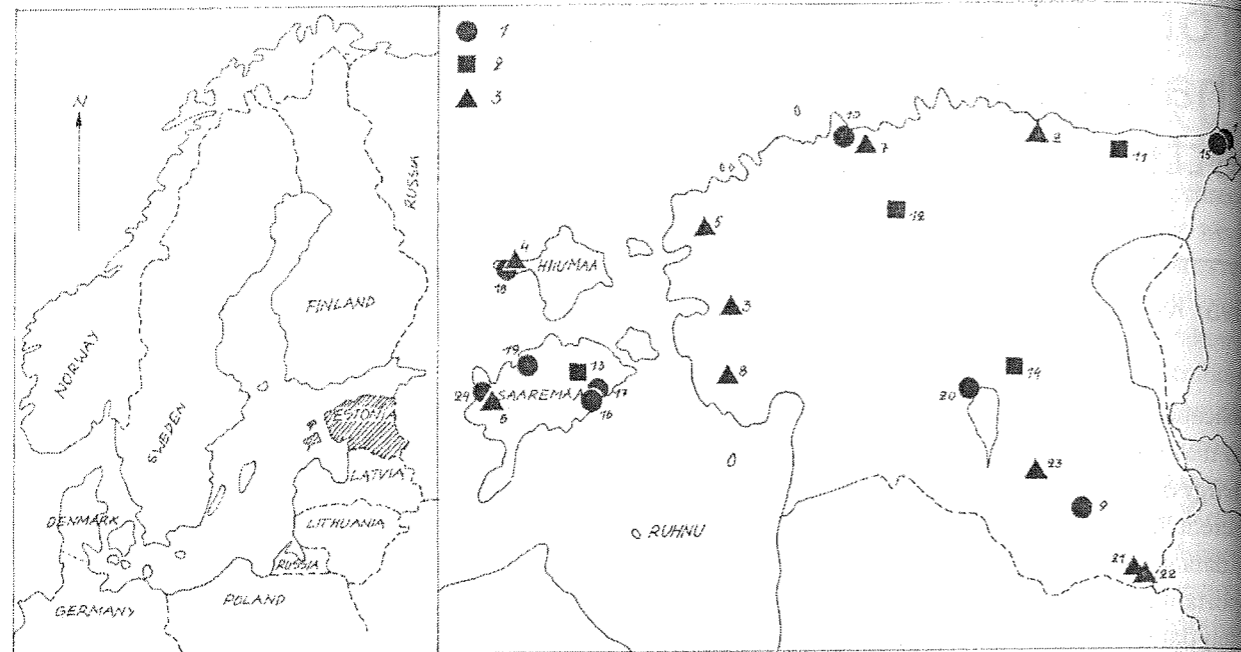 N
NORWAY
SWEDEN
FINLAND
RUSSIA
ESTONIA
LATVIA
LITHUANIA
RUSSIA
DENMARK
GERMANY
POLAND
1
2
3
10
7
2
11
15
12
5
4
HIIUMAA
18
3
19
13
8
14
24
SAAREMAA
17
6
16
20
23
9
RUHNU
21
22